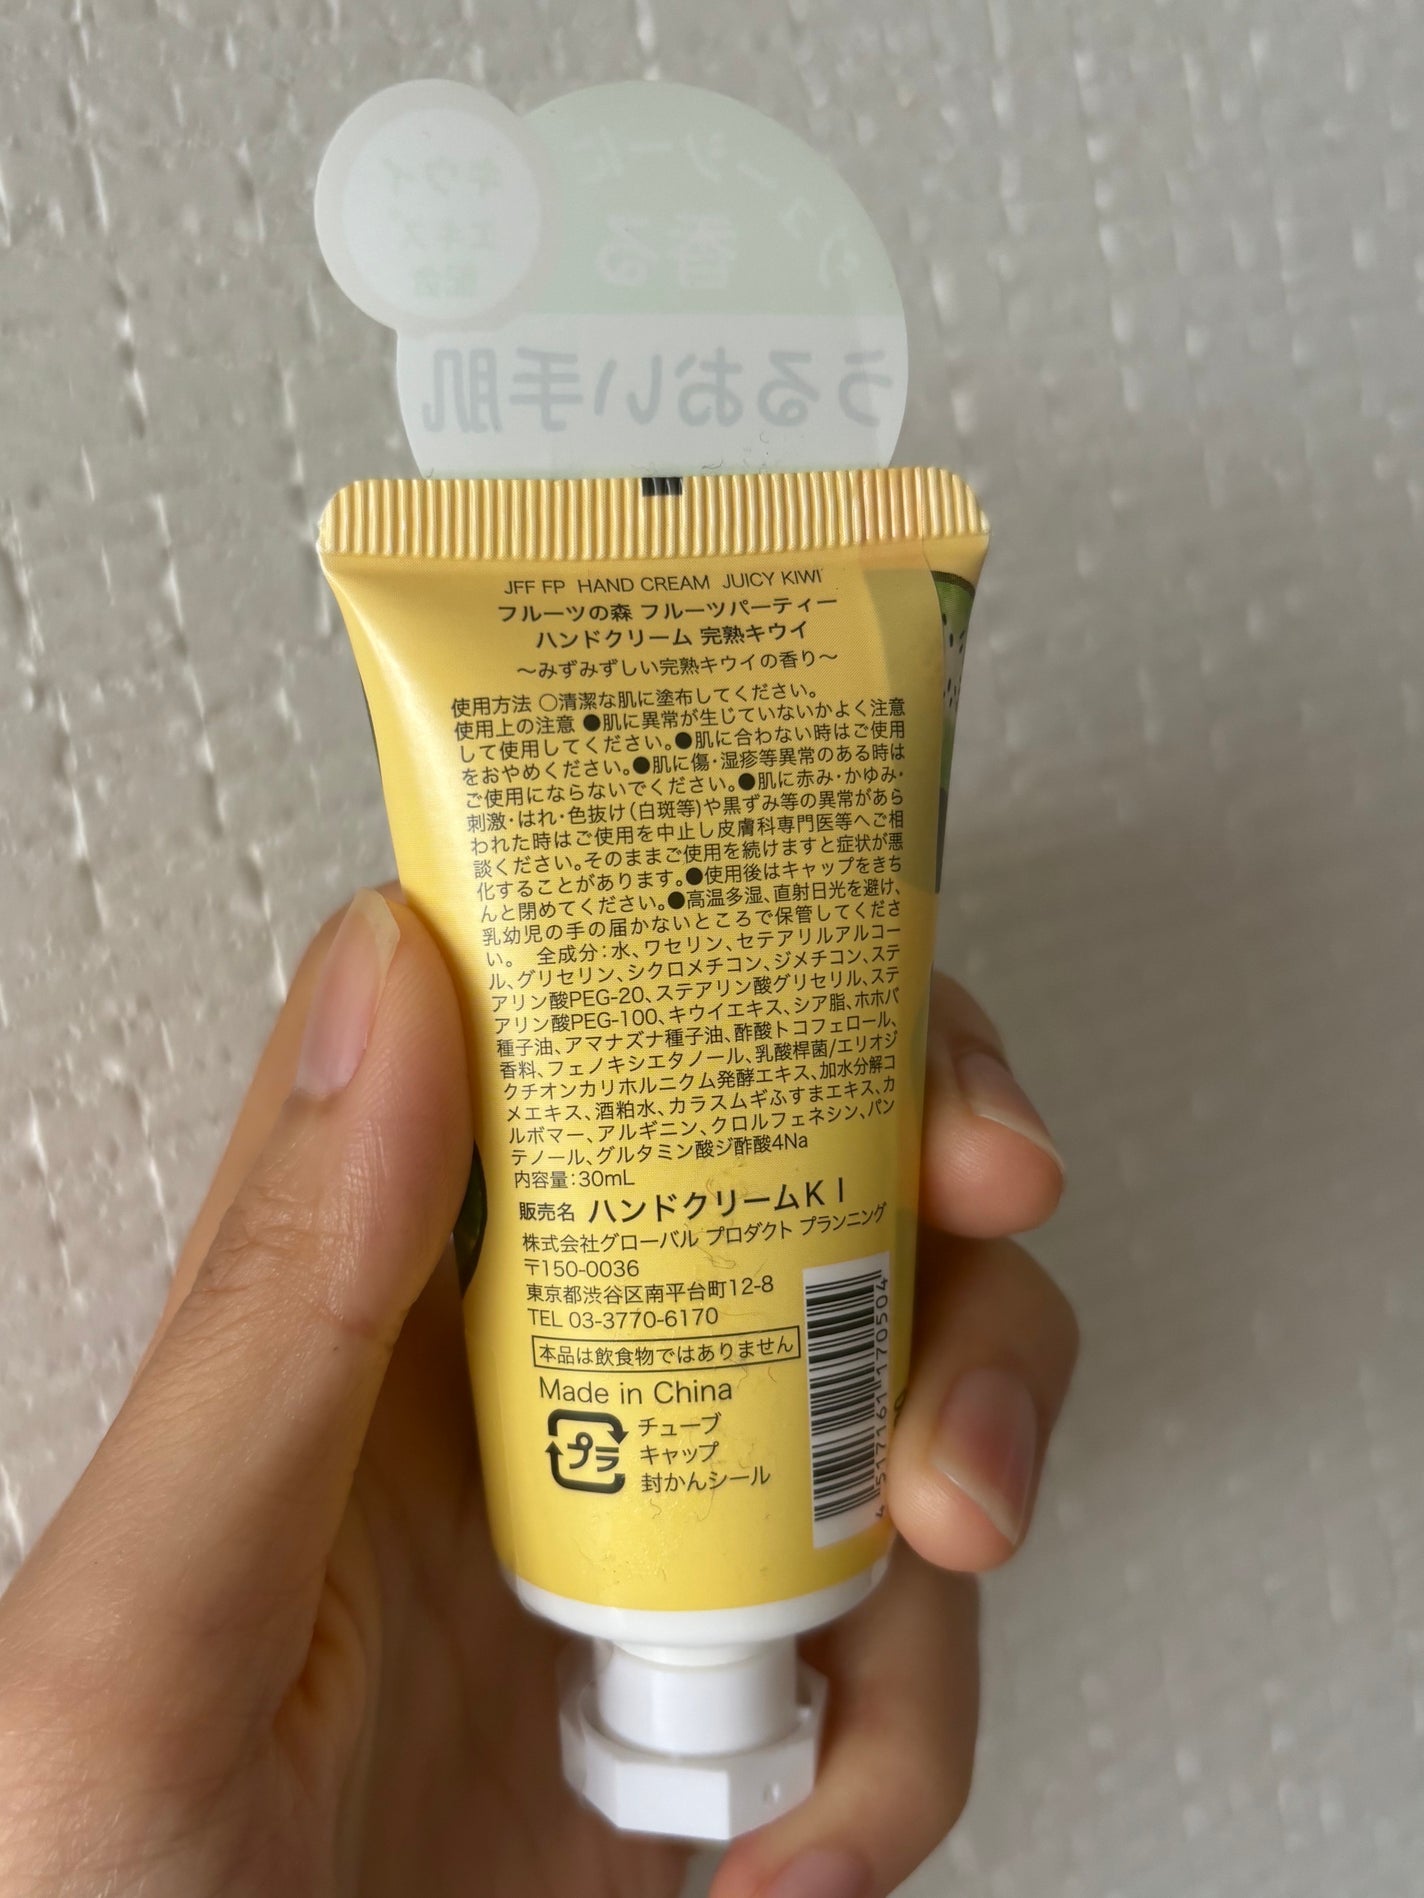 キウイ
エキス
配合
香る
うるおい手肌
JFF FP HAND CREAM JUICY KIWI
フルーツの森 フルーツパーティー
ハンドクリーム 完熟キウイ
～みずみずしい完熟キウイの香り～
使用方法 ○清潔な肌に塗布してください。
使用上の注意 ●肌に異常が生じていないかよく注意
して使用してください。●肌に合わない時はご使用
をおやめください。●肌に傷・湿疹等異常のある時は
ご使用にならないでください。●肌に赤み・かゆみ・
刺激・はれ・色抜け(白斑等)や黒ずみ等の異常があら
われた時はご使用を中止し皮膚科専門医等へご相
談ください。そのままご使用を続けますと症状が悪
化することがあります。●使用後はキャップをきち
んと閉めてください。●高温多湿、直射日光を避け、
乳幼児の手の届かないところで保管してくださ
い。 全成分：水、ワセリン、セテアリルアルコー
ル、グリセリン、シクロメチコン、ジメチコン、ステ
アリン酸PEG-20、ステアリン酸グリセリル、ステ
アリン酸PEG-100、キウイエキス、シア脂、ホホバ
種子油、アマナズナ種子油、酢酸トコフェロール、
香料、フェノキシエタノール、乳酸桿菌/エリオジ
クチオンカリホルニクム発酵エキス、加水分解コ
メエキス、酒粕水、カラスムギふすまエキス、カ
ルボマー、アルギニン、クロルフェネシン、パン
テノール、グルタミン酸ジ酢酸4Na
内容量：30mL
販売名 ハンドクリームKI
株式会社グローバル プロダクト プランニング
〒150-0036
東京都渋谷区南平台町12-8
TEL 03-3770-6170
本品は飲食物ではありません
Made in China
プラ
チューブ
キャップ
封かんシール
4 517161 170504